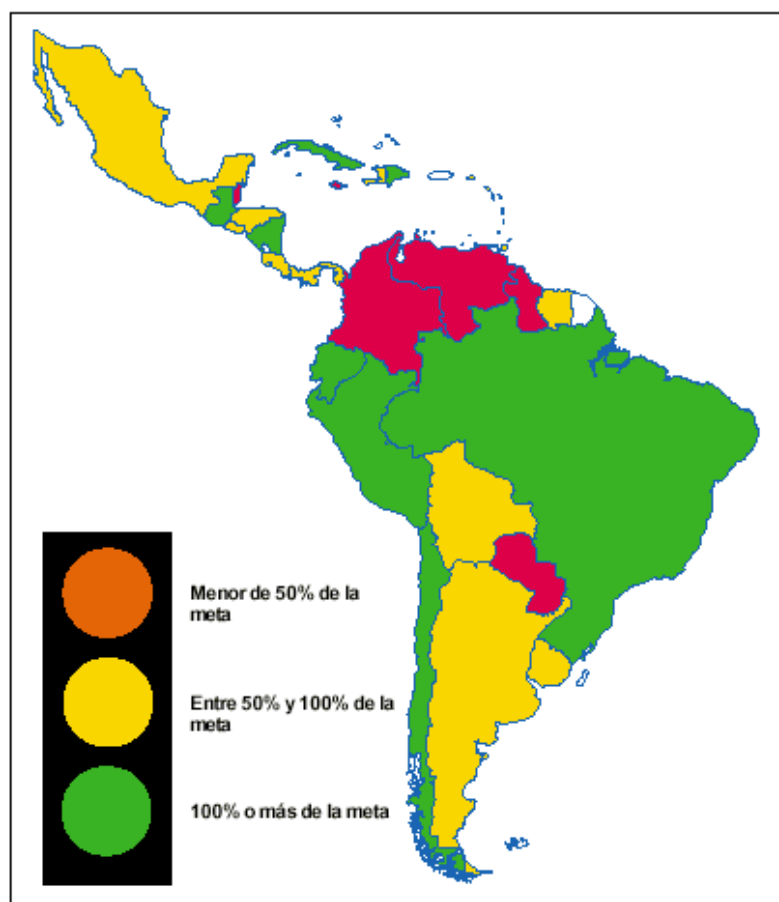 Menor de 50% de la
meta
Entre 50% y 100% de la
meta
100% o más de la meta